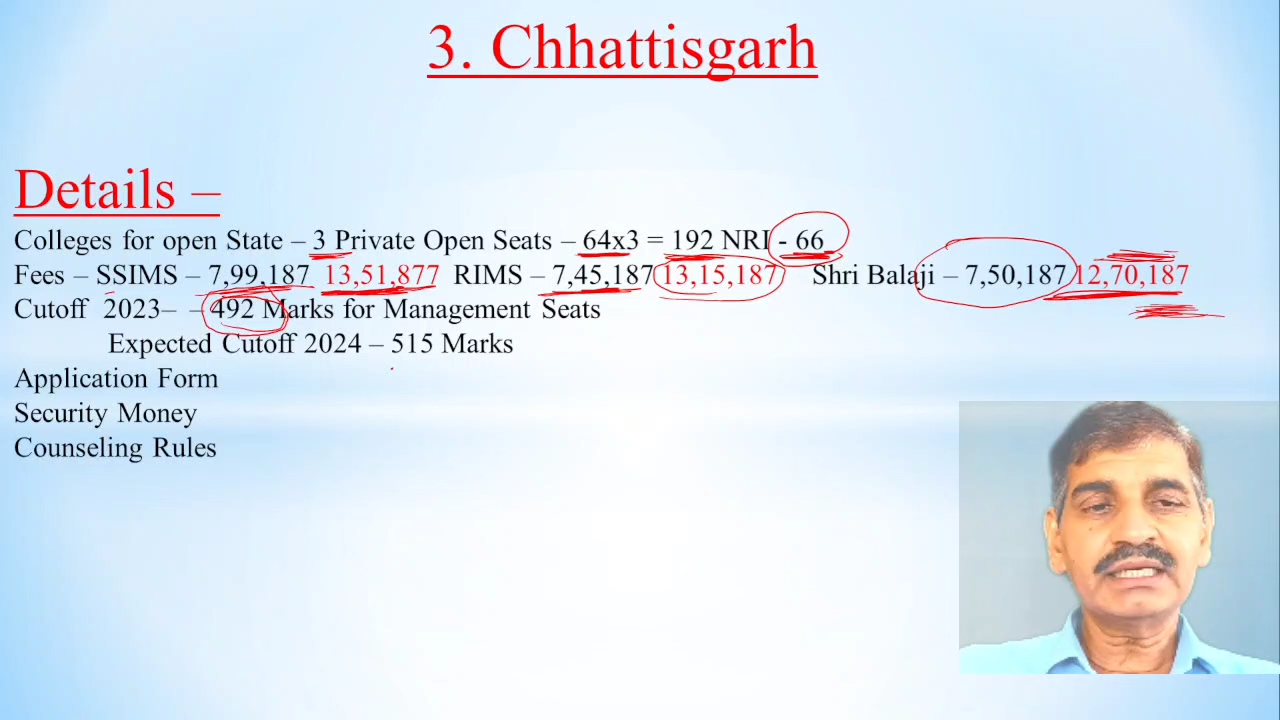 3. Chhattisgarh
Details –
Colleges for open State – 3 Private Open Seats – 64x3 = 192 NRI - 66
Fees – SSIMS – 7,99,187 13,51,877 RIMS – 7,45,187 13,15,187 Shri Balaji – 7,50,187 12,70,187
Cutoff 2023– – 492 Marks for Management Seats
Expected Cutoff 2024 – 515 Marks
Application Form
Security Money
Counseling Rules